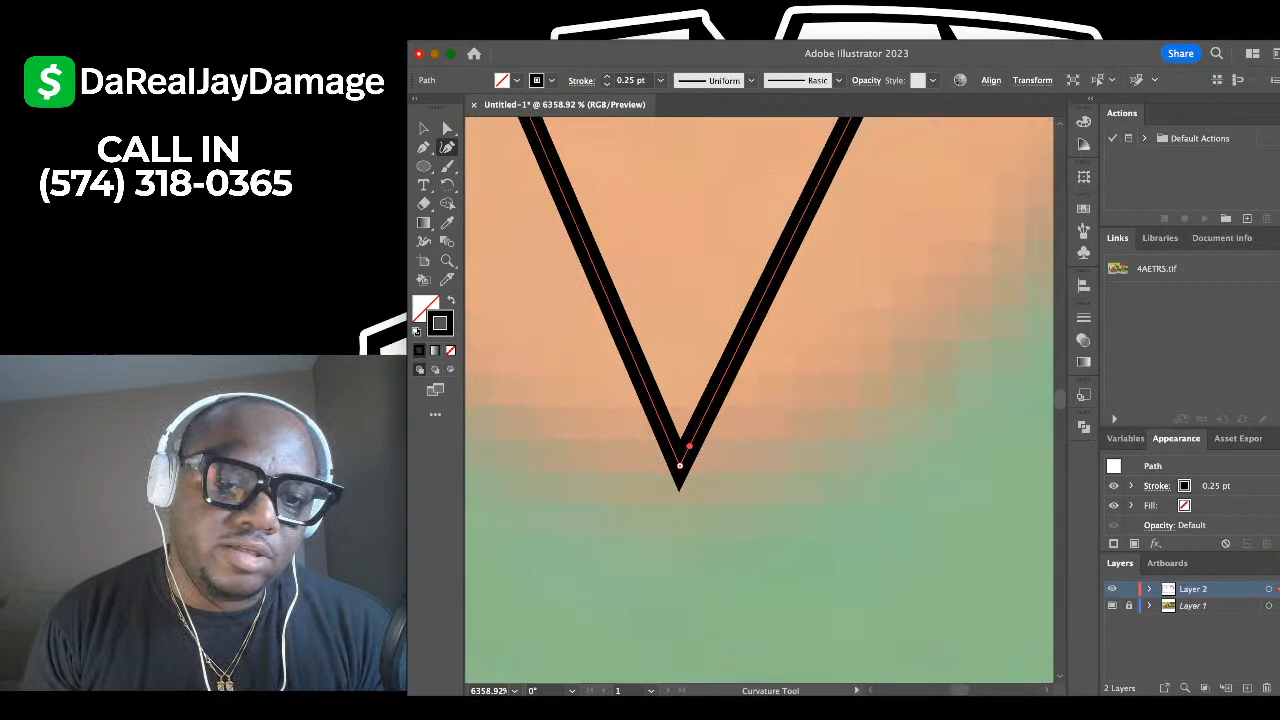 DaRealJayDamage
CALL IN
(574) 318-0365
Adobe Illustrator 2023
Share
Path
Stroke:
0.25 pt
Uniform
Basic
Opacity
Style:
Align
Transform
× Untitled-1* @ 6358.92 % (RGB/Preview)
Actions
Default Actions
Links
Libraries
Document Info
4AETRS.tif
Variables
Appearance
Asset Expor
Path
Stroke:
0.25 pt
Fill:
Opacity: Default
fx
Layers
Artboards
Layer 2
Layer 1
6358.92%
0°
1
Curvature Tool
2 Layers